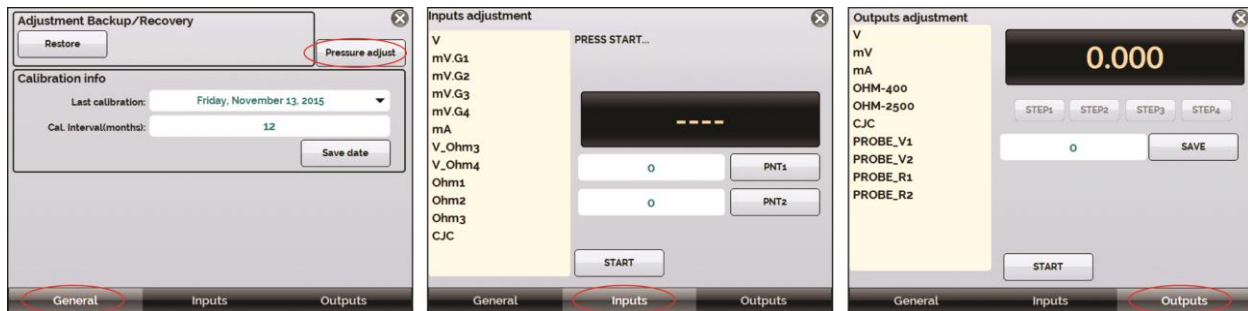 Adjustment Backup/Recovery
Restore
Pressure adjust
Calibration info
Last calibration: Friday, November 13, 2015
Cal. Interval(months): 12
Save date
General Inputs Outputs
Inputs adjustment
V
mV.G1
mV.G2
mV.G3
mV.G4
mA
V_Ohm3
V_Ohm4
Ohm1
Ohm2
Ohm3
CJC
PRESS START...
----
0 PNT1
0 PNT2
START
General Inputs Outputs
Outputs adjustment
V
mV
mA
OHM-400
OHM-2500
CJC
PROBE_V1
PROBE_V2
PROBE_R1
PROBE_R2
0.000
STEP1 STEP2 STEP3 STEP4
0 SAVE
START
General Inputs Outputs